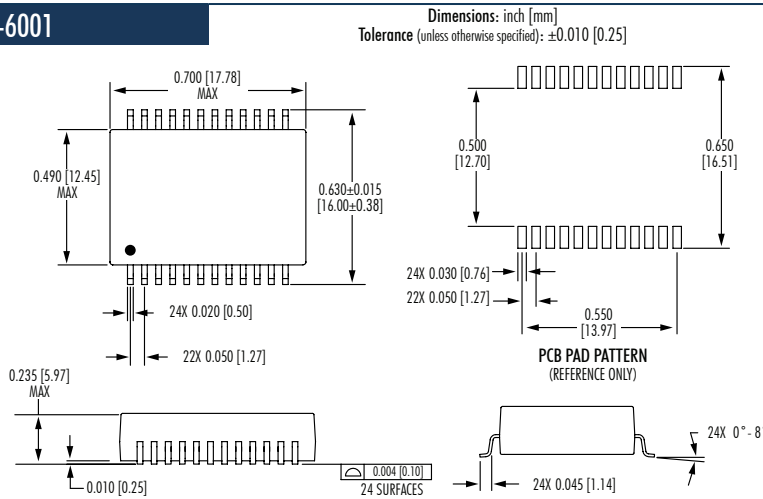 -6001
Dimensions: inch [mm]
Tolerance (unless otherwise specified): ±0.010 [0.25]
0.700 [17.78]
MAX
0.490 [12.45]
MAX
0.630±0.015
[16.00±0.38]
24X 0.020 [0.50]
22X 0.050 [1.27]
0.500
[12.70]
0.650
[16.51]
24X 0.030 [0.76]
22X 0.050 [1.27]
0.550
[13.97]
PCB PAD PATTERN
(REFERENCE ONLY)
0.235 [5.97]
MAX
0.010 [0.25]
0.004 [0.10]
24 SURFACES
24X 0.045 [1.14]
24X 0°- 8°